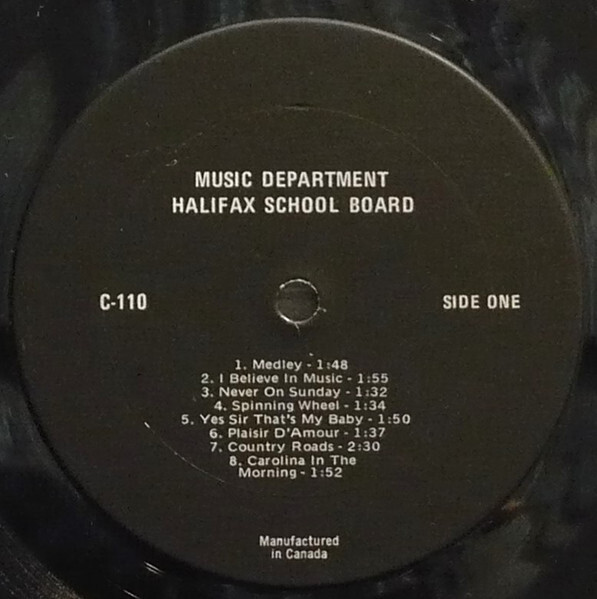 MUSIC DEPARTMENT
HALIFAX SCHOOL BOARD
C-110
SIDE ONE
1. Medley - 1:48
2. I Believe In Music - 1:55
3. Never On Sunday - 1:32
4. Spinning Wheel - 1:34
5. Yes Sir That's My Baby - 1:50
6. Plaisir D'Amour - 1:37
7. Country Roads - 2:30
8. Carolina In The
Morning - 1:52
Manufactured
in Canada